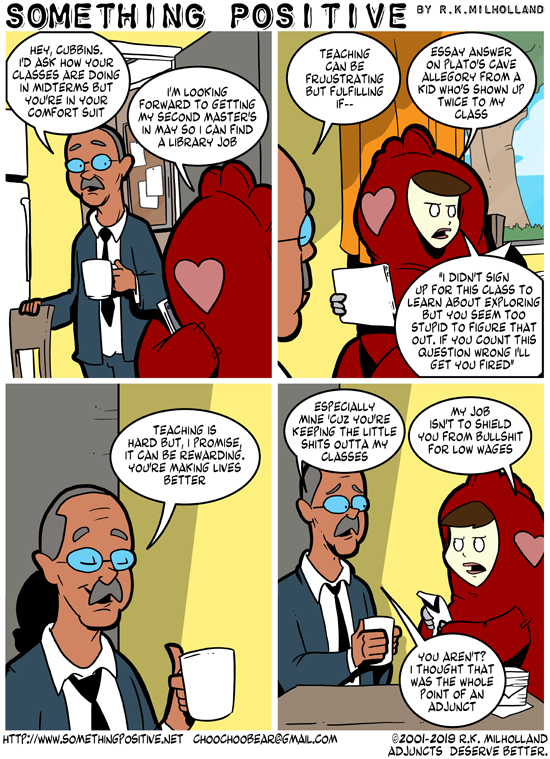 SOMETHING POSITIVE BY R.K.MILHOLLAND
HEY, CUBBINS.
I'D ASK HOW YOUR
CLASSES ARE DOING
IN MIDTERMS BUT
YOU'RE IN YOUR
COMFORT SUIT
I'M LOOKING
FORWARD TO GETTING
MY SECOND MASTER'S
IN MAY SO I CAN FIND
A LIBRARY JOB
TEACHING
CAN BE
FRUUSTRATING
BUT FULFILLING
IF--
ESSAY ANSWER
ON PLATO'S CAVE
ALLEGORY FROM A
KID WHO'S SHOWN UP
TWICE TO MY
CLASS
"I DIDN'T SIGN
UP FOR THIS CLASS TO
LEARN ABOUT EXPLORING
BUT YOU SEEM TOO
STUPID TO FIGURE THAT
OUT. IF YOU COUNT THIS
QUESTION WRONG I'LL
GET YOU FIRED"
TEACHING IS
HARD BUT, I PROMISE,
IT CAN BE REWARDING.
YOU'RE MAKING LIVES
BETTER
ESPECIALLY
MINE 'CUZ YOU'RE
KEEPING THE LITTLE
SHITS OUTTA MY
CLASSES
MY JOB
ISN'T TO SHIELD
YOU FROM BULLSHIT
FOR LOW WAGES
YOU AREN'T?
I THOUGHT THAT
WAS THE WHOLE
POINT OF AN
ADJUNCT
HTTP://WWW.SOMETHINGPOSITIVE.NET CHOOCHOOBEAR@GMAIL.COM
©2001-2019 R.K. MILHOLLAND
ADJUNCTS DESERVE BETTER.